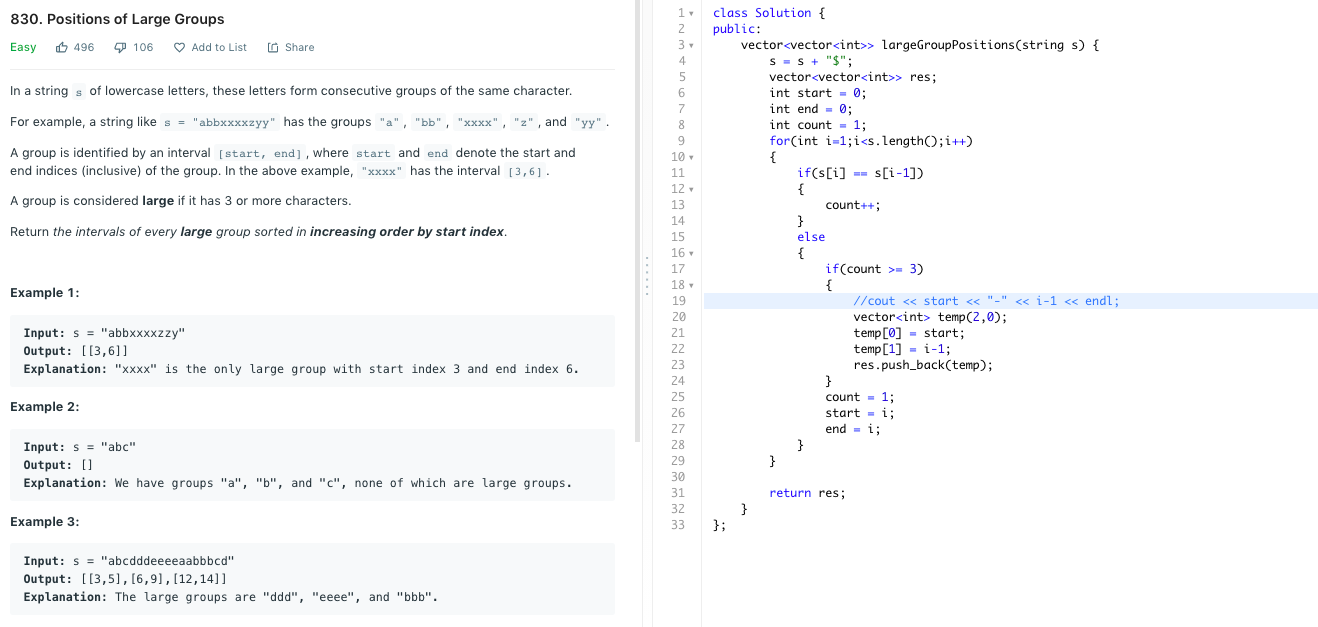 830. Positions of Large Groups
Easy 496 106 Add to List Share
In a string s of lowercase letters, these letters form consecutive groups of the same character.
For example, a string like s = "abbxxxxzyy" has the groups "a", "bb", "xxxx", "z", and "yy".
A group is identified by an interval [start, end], where start and end denote the start and
end indices (inclusive) of the group. In the above example, "xxxx" has the interval [3,6].
A group is considered large if it has 3 or more characters.
Return the intervals of every large group sorted in increasing order by start index.
Example 1:
Input: s = "abbxxxxzzy"
Output: [[3,6]]
Explanation: "xxxx" is the only large group with start index 3 and end index 6.
Example 2:
Input: s = "abc"
Output: []
Explanation: We have groups "a", "b", and "c", none of which are large groups.
Example 3:
Input: s = "abcdddeeeeaabbbcd"
Output: [[3,5],[6,9],[12,14]]
Explanation: The large groups are "ddd", "eeee", and "bbb".
1 class Solution {
2 public:
3     vector<vector<int>> largeGroupPositions(string s) {
4         s = s + "$";
5         vector<vector<int>> res;
6         int start = 0;
7         int end = 0;
8         int count = 1;
9         for(int i=1;i<s.length();i++)
10         {
11             if(s[i] == s[i-1])
12             {
13                 count++;
14             }
15             else
16             {
17                 if(count >= 3)
18                 {
19                     //cout << start << "-" << i-1 << endl;
20                     vector<int> temp(2,0);
21                     temp[0] = start;
22                     temp[1] = i-1;
23                     res.push_back(temp);
24                 }
25                 count = 1;
26                 start = i;
27                 end = i;
28             }
29         }
30
31         return res;
32     }
33 };